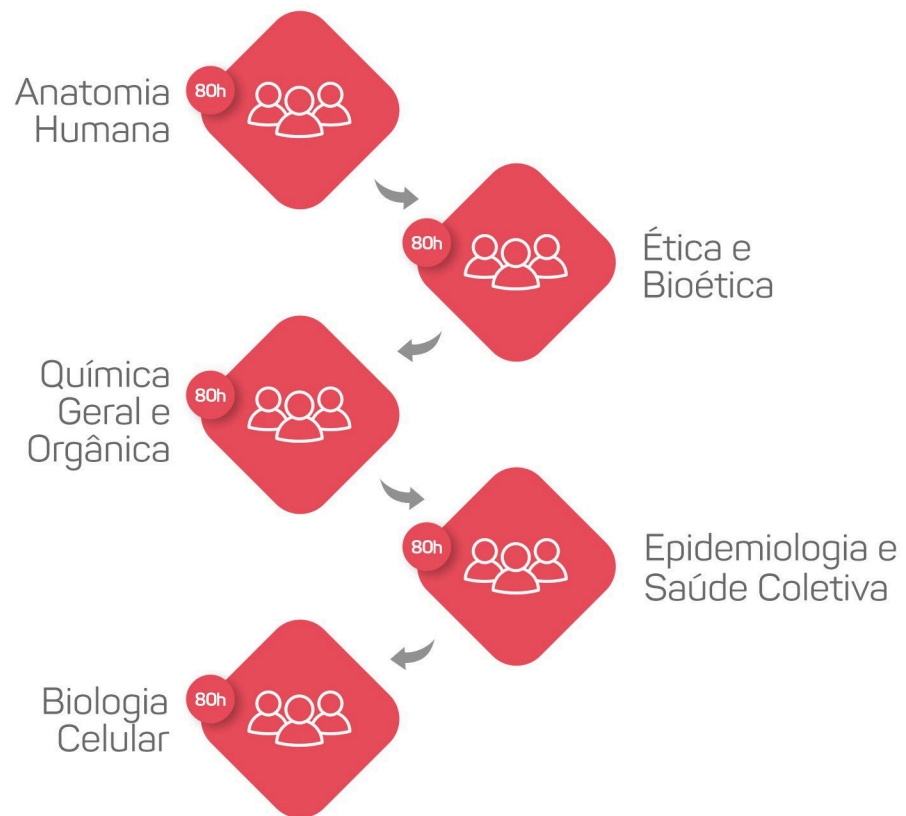 Anatomia
Humana
80h
80h
Ética e
Bioética
Química
Geral e
Orgânica
80h
80h
Epidemiologia e
Saúde Coletiva
Biologia
Celular
80h